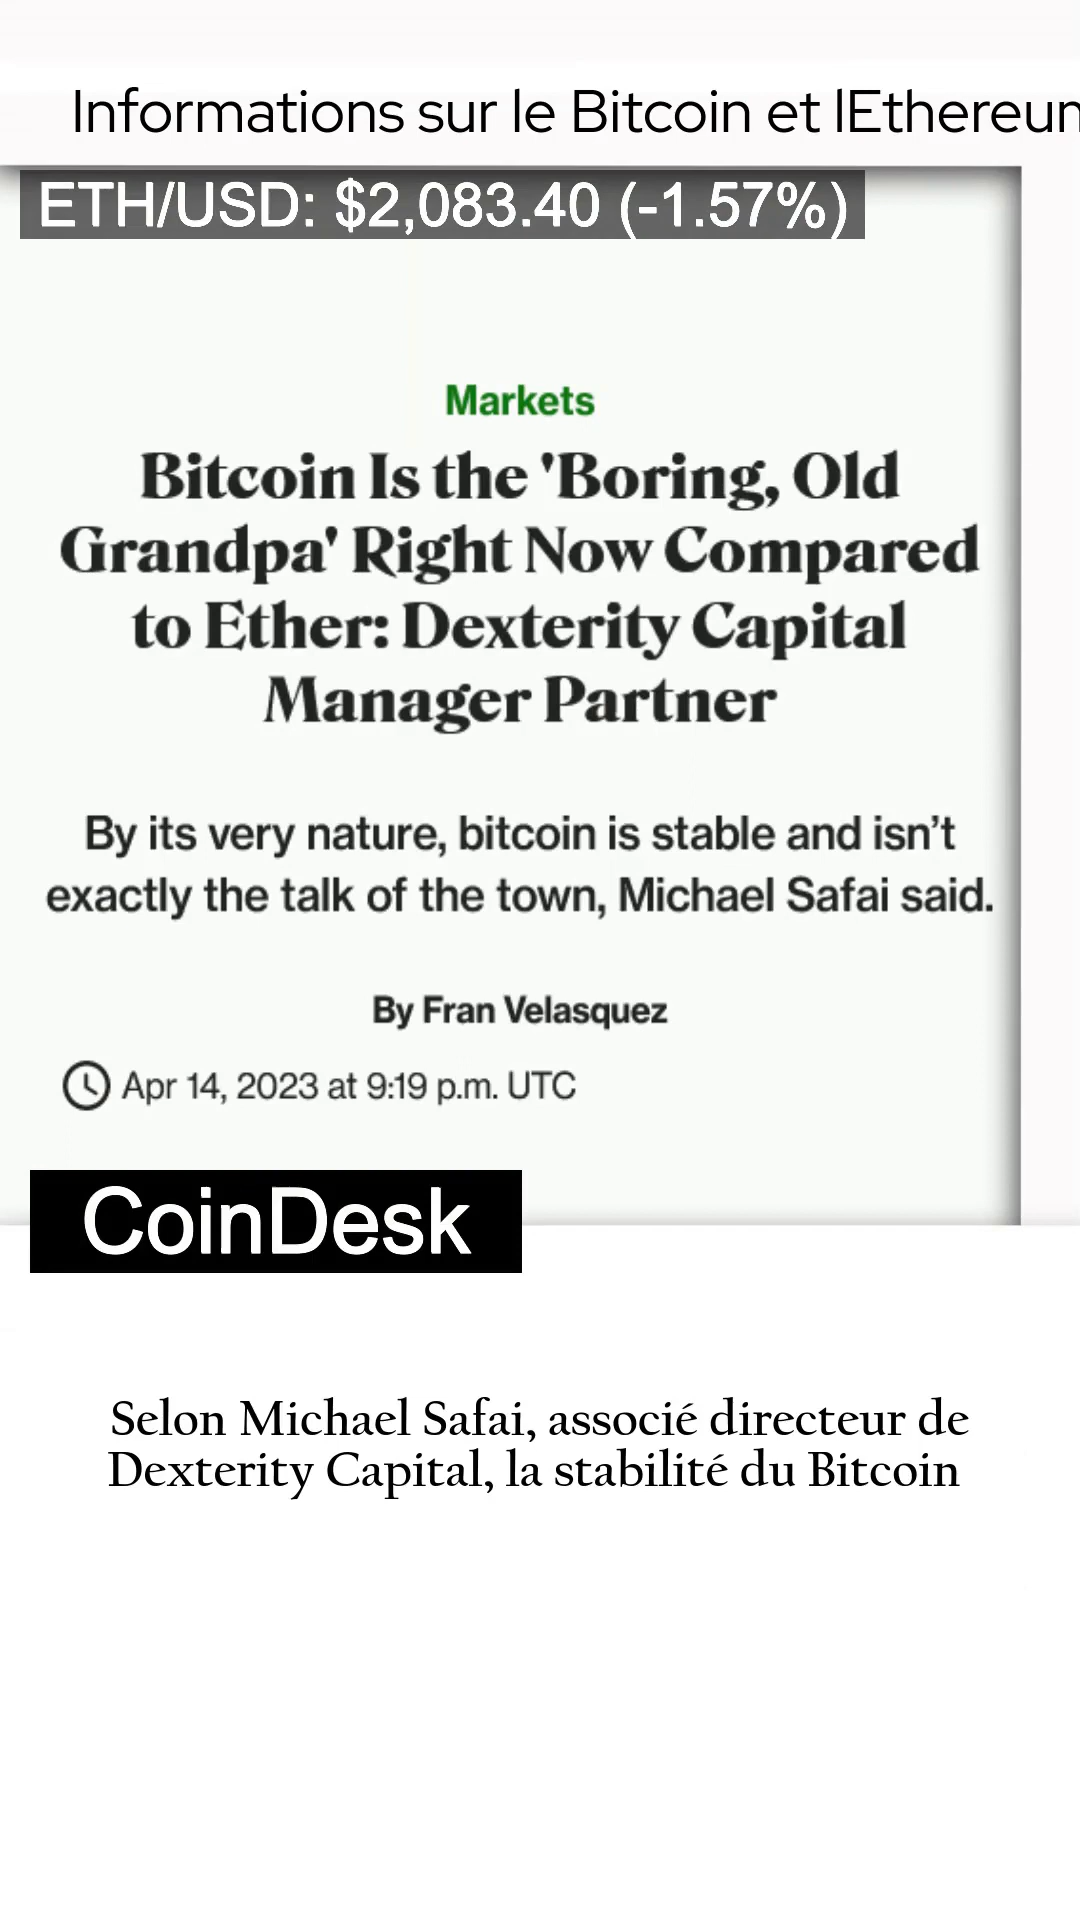 Informations sur le Bitcoin et lEthereum
ETH/USD: $2,083.40 (-1.57%)
Markets
Bitcoin Is the 'Boring, Old
Grandpa' Right Now Compared
to Ether: Dexterity Capital
Manager Partner
By its very nature, bitcoin is stable and isn’t
exactly the talk of the town, Michael Safai said.
By Fran Velasquez
Apr 14, 2023 at 9:19 p.m. UTC
CoinDesk
Selon Michael Safai, associé directeur de
Dexterity Capital, la stabilité du Bitcoin